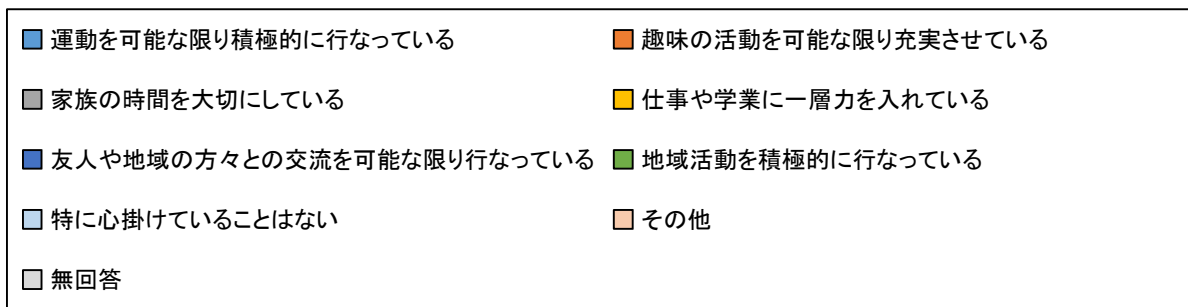 運動を可能な限り積極的に行なっている
趣味の活動を可能な限り充実させている
家族の時間を大切にしている
仕事や学業に一層力を入れている
友人や地域の方々との交流を可能な限り行なっている
地域活動を積極的に行なっている
特に心掛けていることはない
その他
無回答